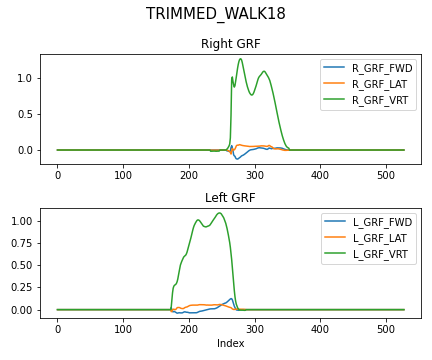 TRIMMED_WALK18
Right GRF
R_GRF_FWD
R_GRF_LAT
R_GRF_VRT
1.0
0.5
0.0
0 100 200 300 400 500
Left GRF
L_GRF_FWD
L_GRF_LAT
L_GRF_VRT
1.00
0.75
0.50
0.25
0.00
0 100 200 300 400 500
Index